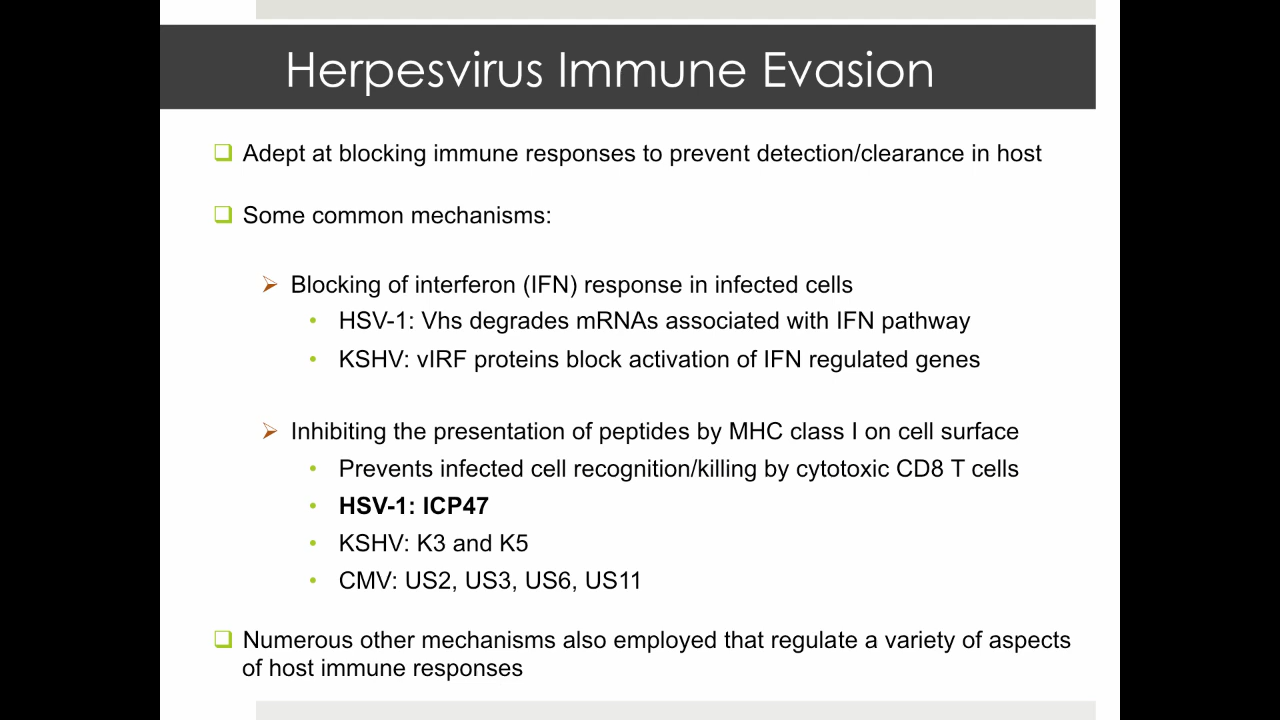 Herpesvirus Immune Evasion
Adept at blocking immune responses to prevent detection/clearance in host
Some common mechanisms:
Blocking of interferon (IFN) response in infected cells
HSV-1: Vhs degrades mRNAs associated with IFN pathway
KSHV: vIRF proteins block activation of IFN regulated genes
Inhibiting the presentation of peptides by MHC class I on cell surface
Prevents infected cell recognition/killing by cytotoxic CD8 T cells
HSV-1: ICP47
KSHV: K3 and K5
CMV: US2, US3, US6, US11
Numerous other mechanisms also employed that regulate a variety of aspects
of host immune responses